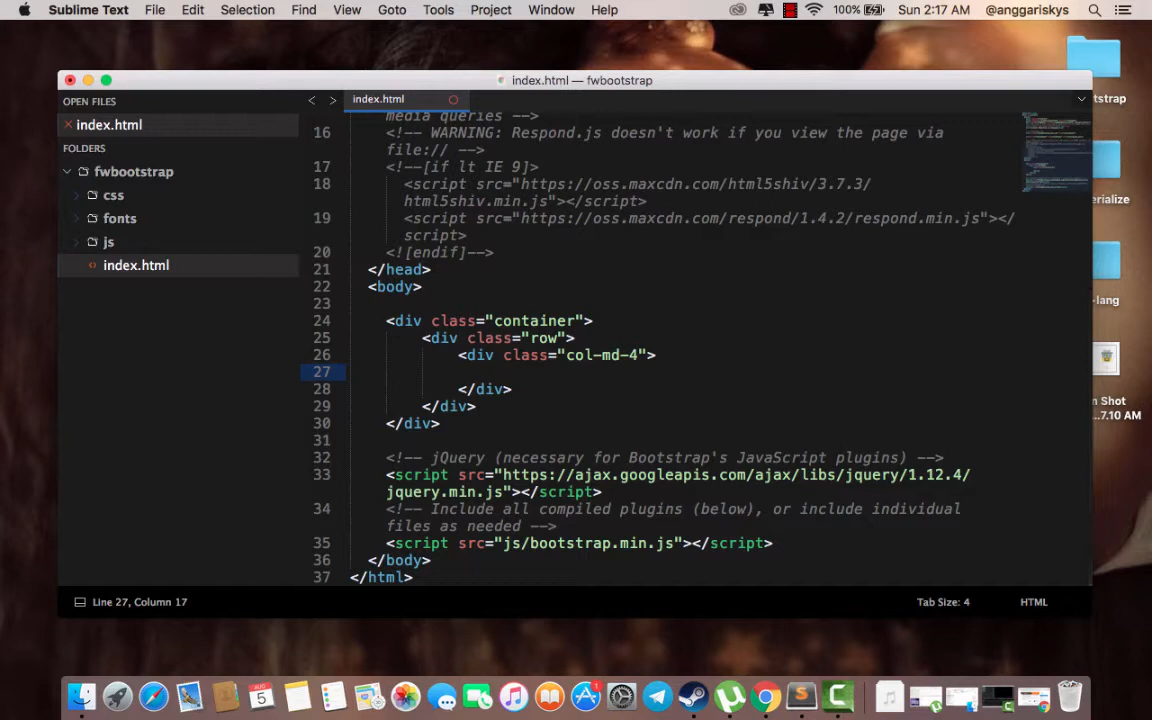 Sublime Text File Edit Selection Find View Goto Tools Project Window Help 100% Sun 2:17 AM @anggariskys
index.html — fwbootstrap
OPEN FILES
index.html
FOLDERS
fwbootstrap
css
fonts
js
index.html
index.html
media queries -->
16 <!-- WARNING: Respond.js doesn't work if you view the page via
file:// -->
17 <!--[if lt IE 9]>
18 <script src="https://oss.maxcdn.com/html5shiv/3.7.3/
html5shiv.min.js"></script>
19 <script src="https://oss.maxcdn.com/respond/1.4.2/respond.min.js"></
script>
20 <![endif]-->
21 </head>
22 <body>
23
24 <div class="container">
25 <div class="row">
26 <div class="col-md-4">
27
28 </div>
29 </div>
30 </div>
31
32 <!-- jQuery (necessary for Bootstrap's JavaScript plugins) -->
33 <script src="https://ajax.googleapis.com/ajax/libs/jquery/1.12.4/
jquery.min.js"></script>
34 <!-- Include all compiled plugins (below), or include individual
files as needed -->
35 <script src="js/bootstrap.min.js"></script>
36 </body>
37 </html>
Line 27, Column 17 Tab Size: 4 HTML
tstrap
erialize
-lang
n Shot
...7.10 AM
AUG
5
1